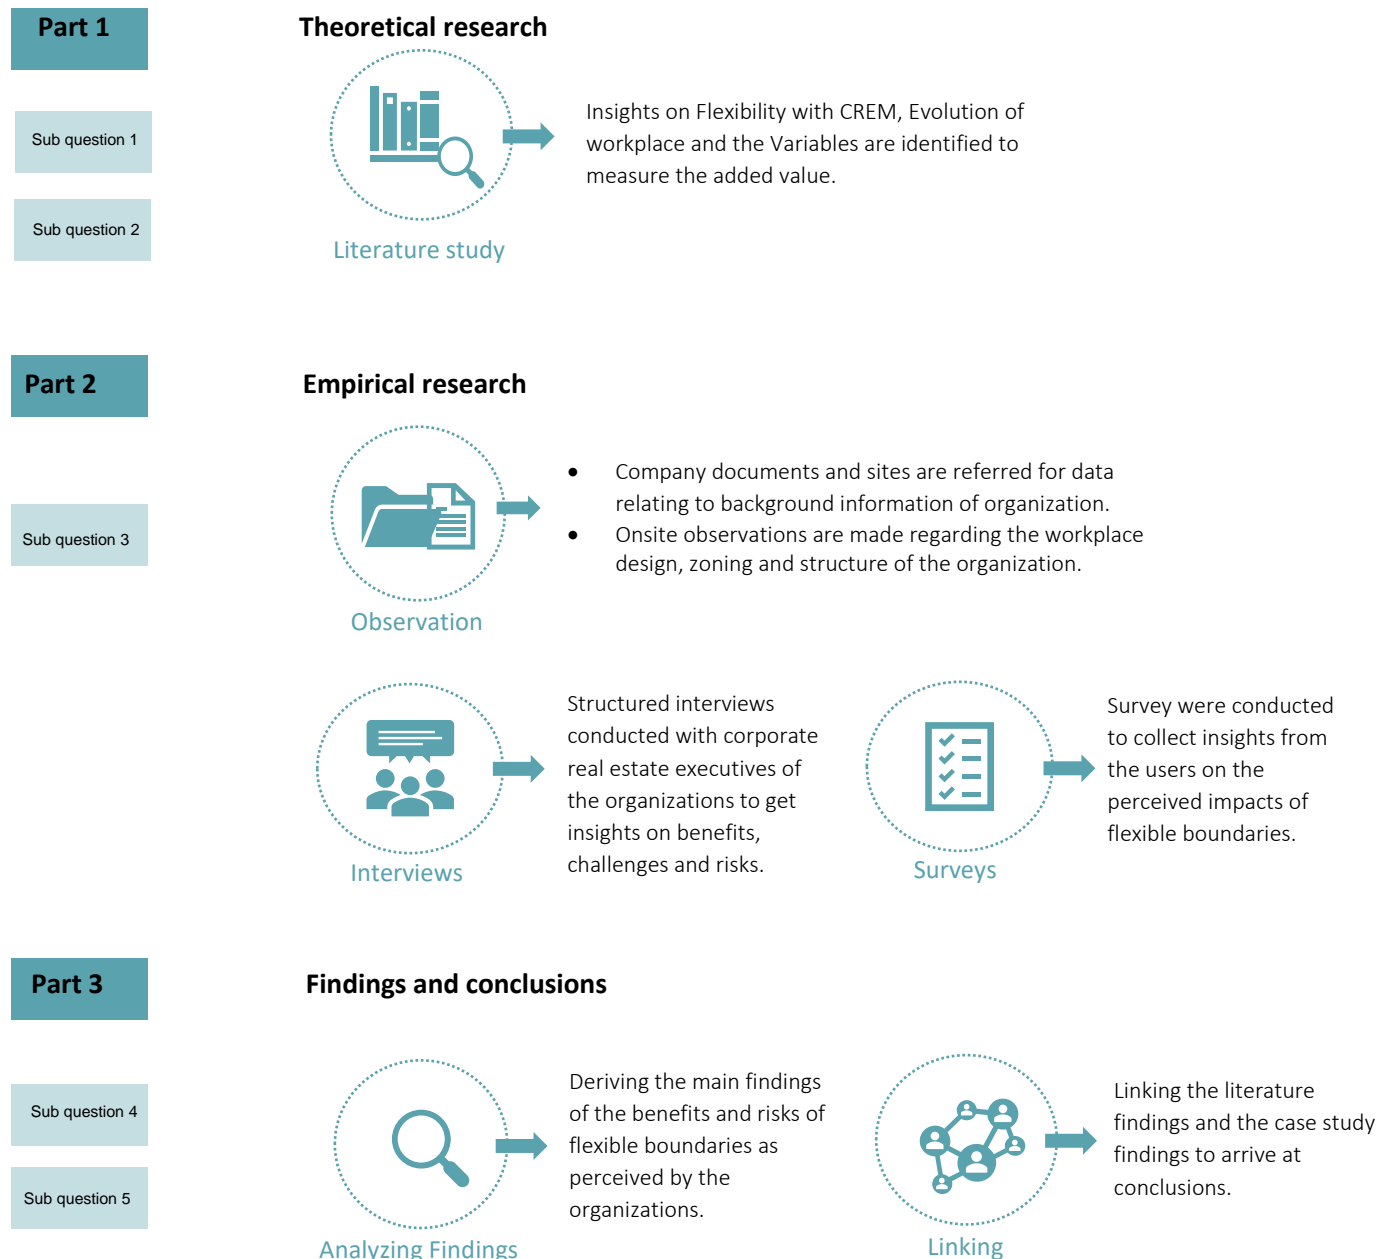 Part 1
Theoretical research
Sub question 1
Sub question 2
Insights on Flexibility with CREM, Evolution of
workplace and the Variables are identified to
measure the added value.
Literature study
Part 2
Empirical research
Sub question 3
• Company documents and sites are referred for data
relating to background information of organization.
• Onsite observations are made regarding the workplace
design, zoning and structure of the organization.
Observation
Structured interviews
conducted with corporate
real estate executives of
the organizations to get
insights on benefits,
challenges and risks.
Interviews
Survey were conducted
to collect insights from
the users on the
perceived impacts of
flexible boundaries.
Surveys
Part 3
Findings and conclusions
Sub question 4
Sub question 5
Deriving the main findings
of the benefits and risks of
flexible boundaries as
perceived by the
organizations.
Analyzing Findings
Linking the literature
findings and the case study
findings to arrive at
conclusions.
Linking